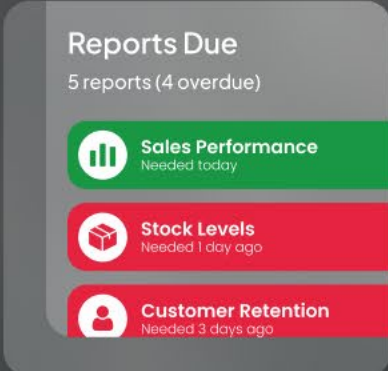 Reports Due
5 reports (4 overdue)
Sales Performance
Needed today
Stock Levels
Needed 1 day ago
Customer Retention
Needed 3 days ago